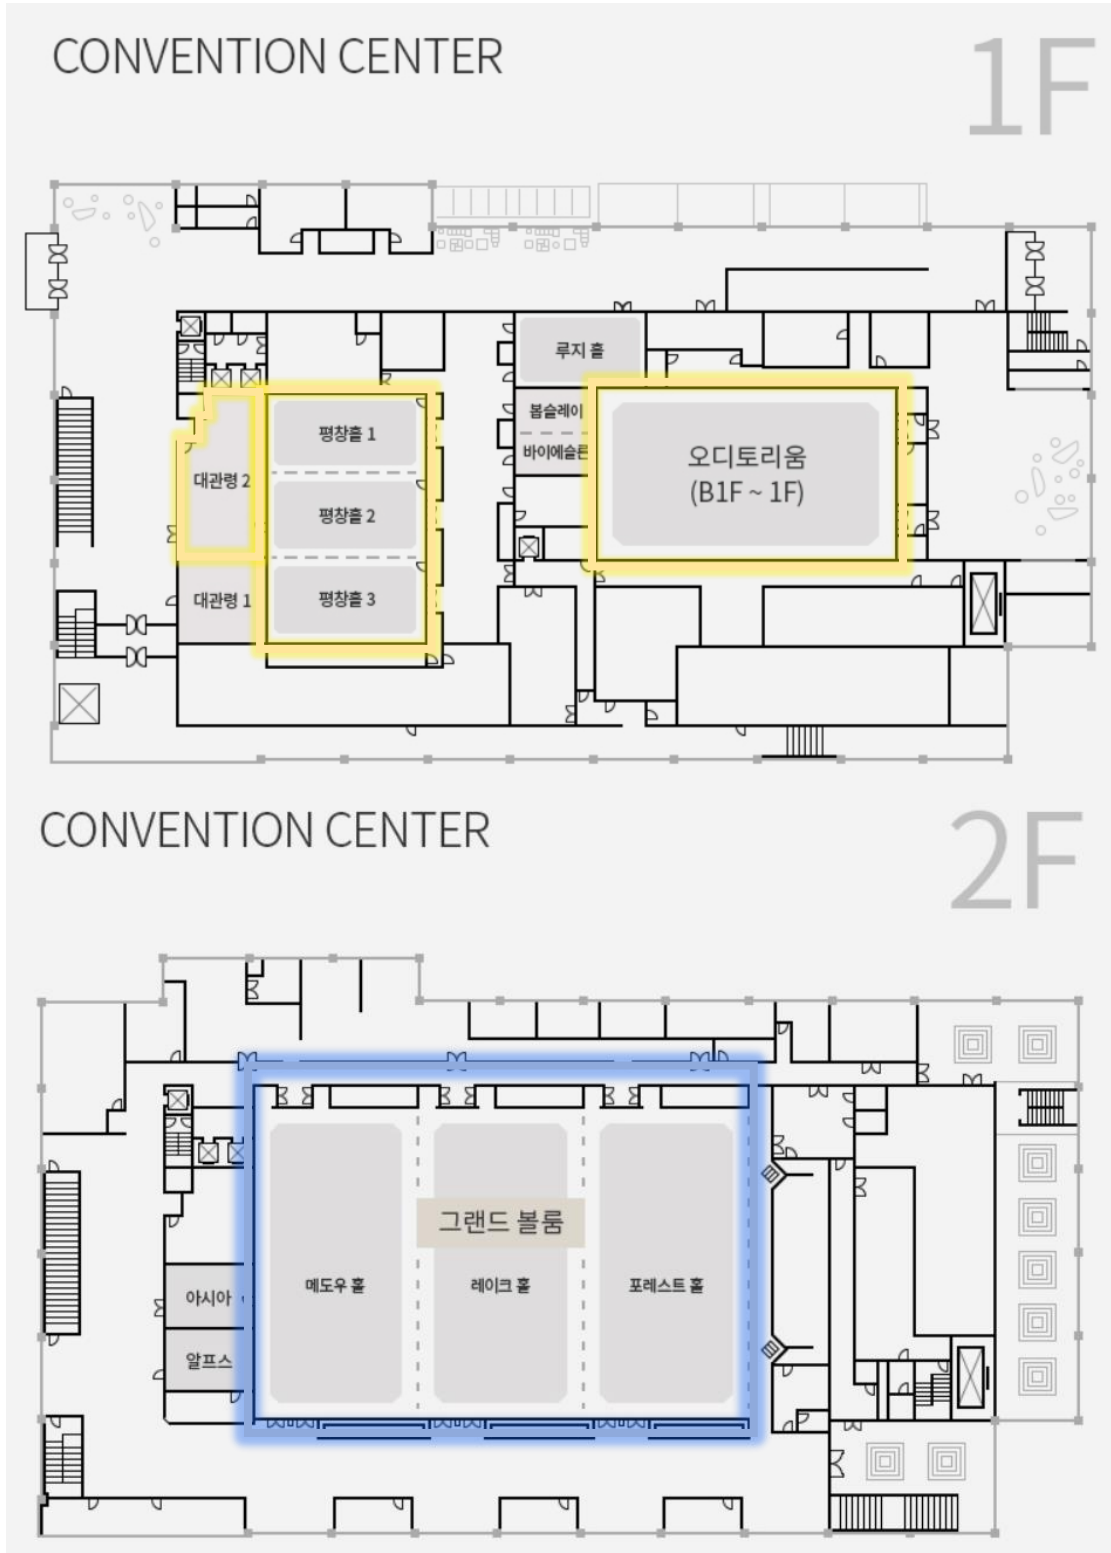 CONVENTION CENTER
1F
루지 홀
봅슬레이
바이애슬론
평창홀 1
평창홀 2
평창홀 3
대관령 2
대관령 1
오디토리움
(B1F ~ 1F)
CONVENTION CENTER
2F
그랜드 볼룸
메도우 홀
레이크 홀
포레스트 홀
아시아
알프스